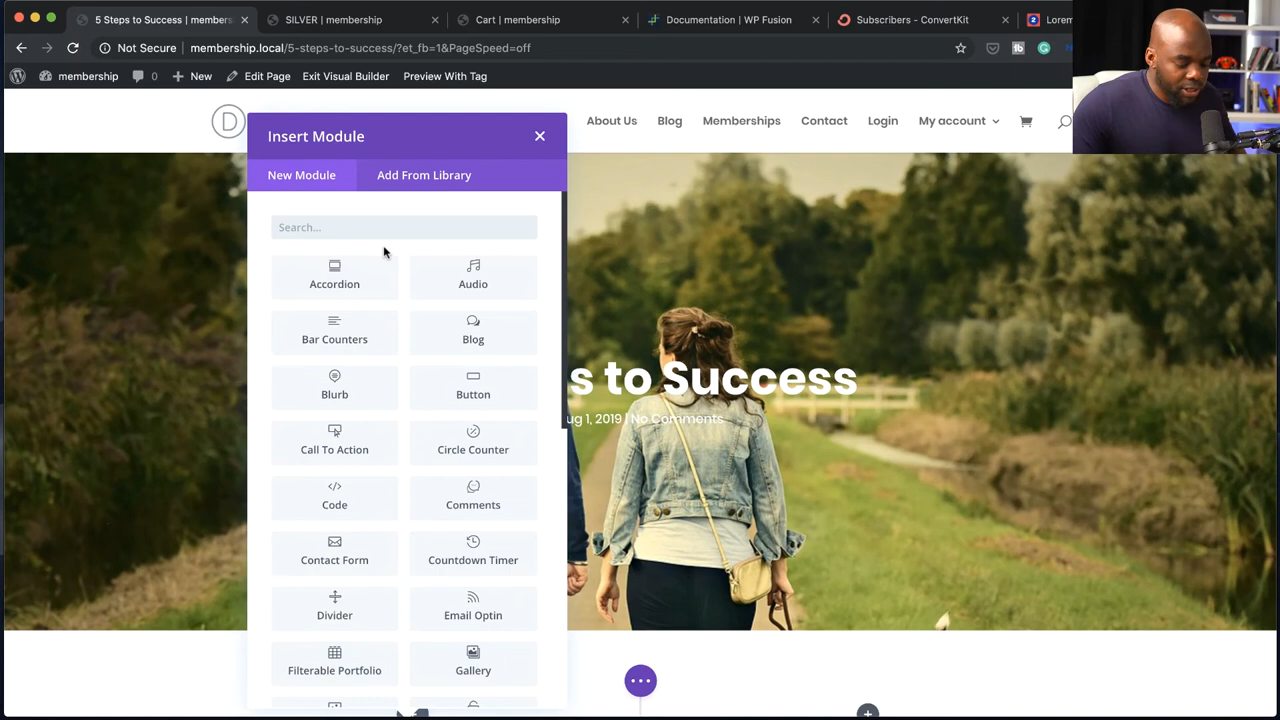 5 Steps to Success | members
SILVER | membership
Cart | membership
Documentation | WP Fusion
Subscribers - ConvertKit
Lorem
Not Secure | membership.local/5-steps-to-success/?et_fb=1&PageSpeed=off
membership
0
New
Edit Page
Exit Visual Builder
Preview With Tag
D
Insert Module
About Us
Blog
Memberships
Contact
Login
My account
New Module
Add From Library
Search...
Accordion
Audio
Bar Counters
Blog
Blurb
Button
s to Success
ug 1, 2019 | No Comments
Call To Action
Circle Counter
Code
Comments
Contact Form
Countdown Timer
Divider
Email Optin
Filterable Portfolio
Gallery